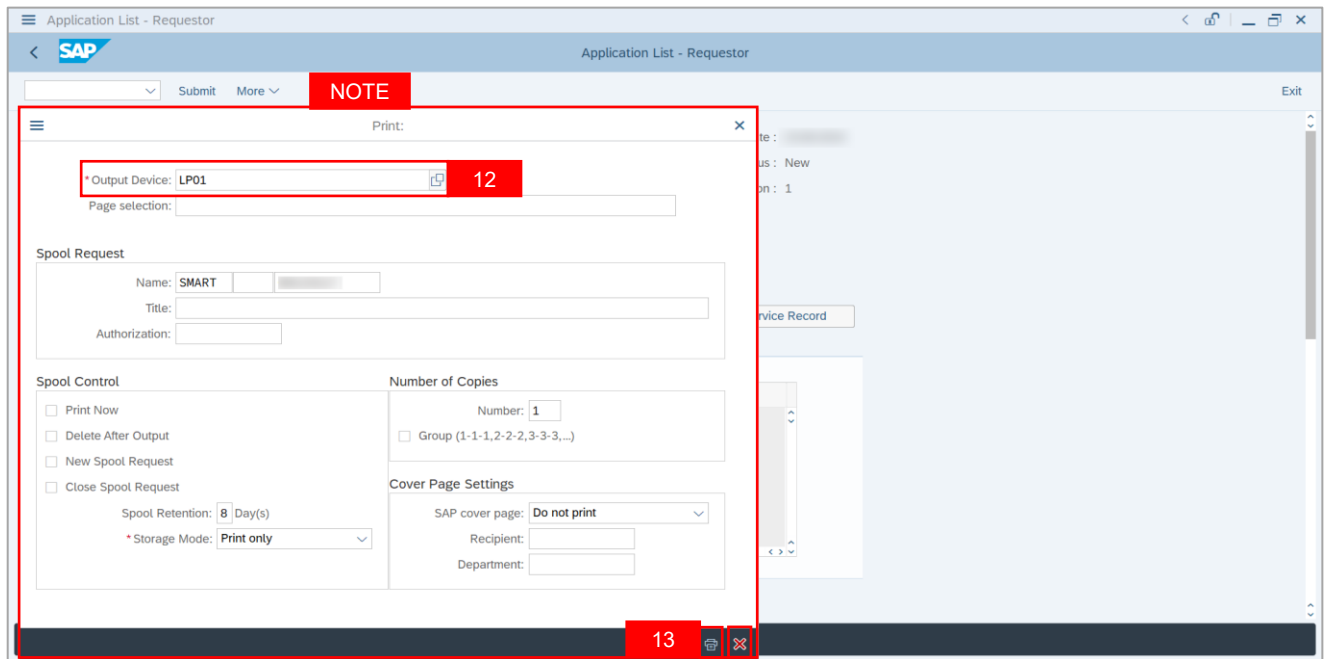 Application List - Requestor
SAP
Application List - Requestor
Submit More
NOTE
Exit
Print:
te :
*Output Device: LP01
12
us : New
Page selection:
on : 1
Spool Request
Name: SMART
Title:
rvice Record
Authorization:
Spool Control
Number of Copies
Print Now
Number: 1
Delete After Output
Group (1-1-1,2-2-2,3-3-3,...)
New Spool Request
Close Spool Request
Cover Page Settings
Spool Retention: 8 Day(s)
SAP cover page: Do not print
*Storage Mode: Print only
Recipient:
Department:
13